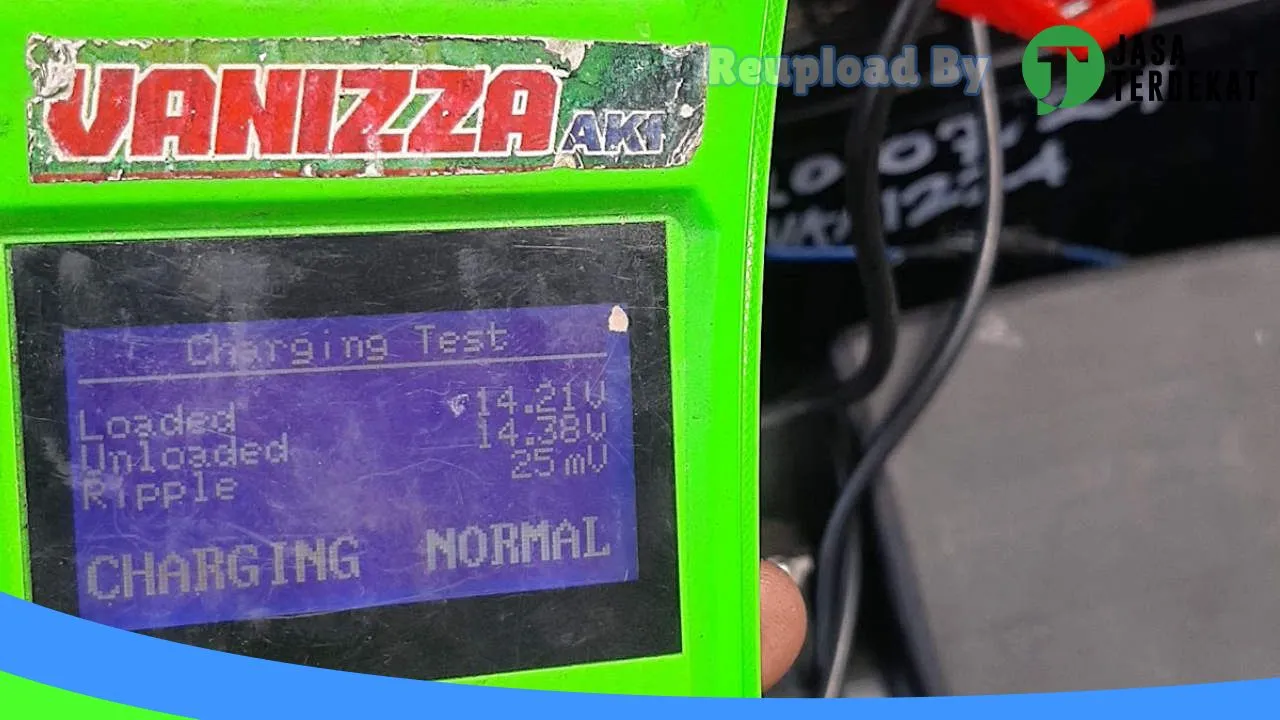 VANIZZA AKI
Reupload By
JASA
TERDEKAT
Charging Test
Loaded 14.21V
Unloaded 14.38V
Ripple 25mV
CHARGING NORMAL